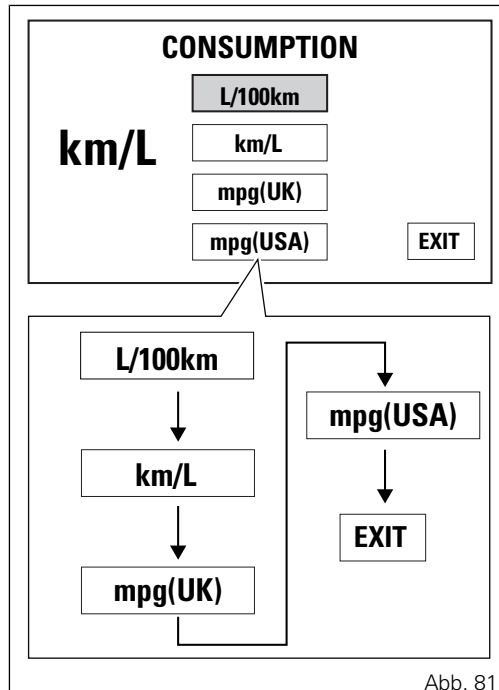 CONSUMPTION
L/100km
km/L
km/L
mpg(UK)
mpg(USA)
EXIT
L/100km
km/L
mpg(UK)
mpg(USA)
EXIT
Abb. 81